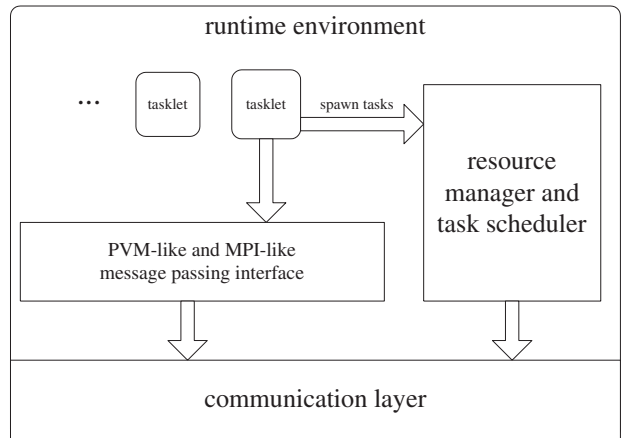 runtime environment
...
tasklet
tasklet
spawn tasks
resource
manager and
task scheduler
PVM-like and MPI-like
message passing interface
communication layer